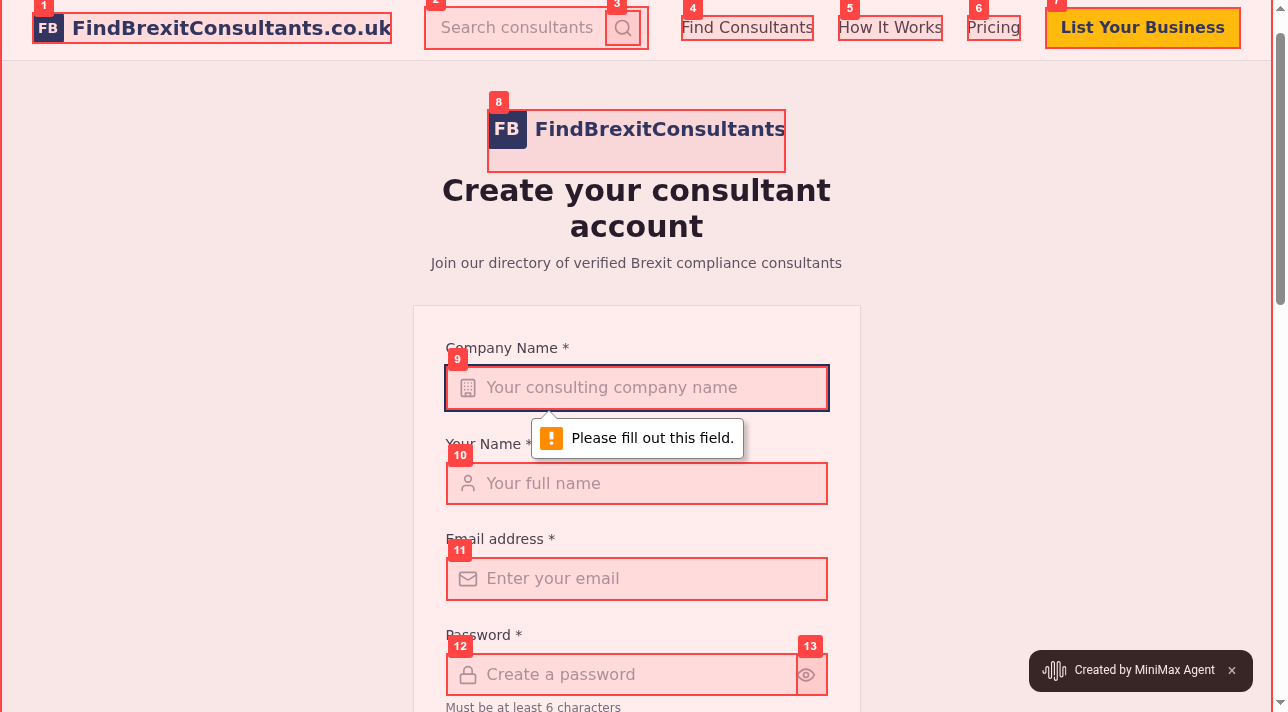 1
2
3
4
5
6
7
FB FindBrexitConsultants.co.uk
Search consultants
Find Consultants
How It Works
Pricing
List Your Business
8
FB FindBrexitConsultants
Create your consultant
account
Join our directory of verified Brexit compliance consultants
Company Name *
9
Your consulting company name
Please fill out this field.
Your Name *
10
Your full name
Email address *
11
Enter your email
Password *
12
13
Create a password
Must be at least 6 characters
Created by MiniMax Agent ×